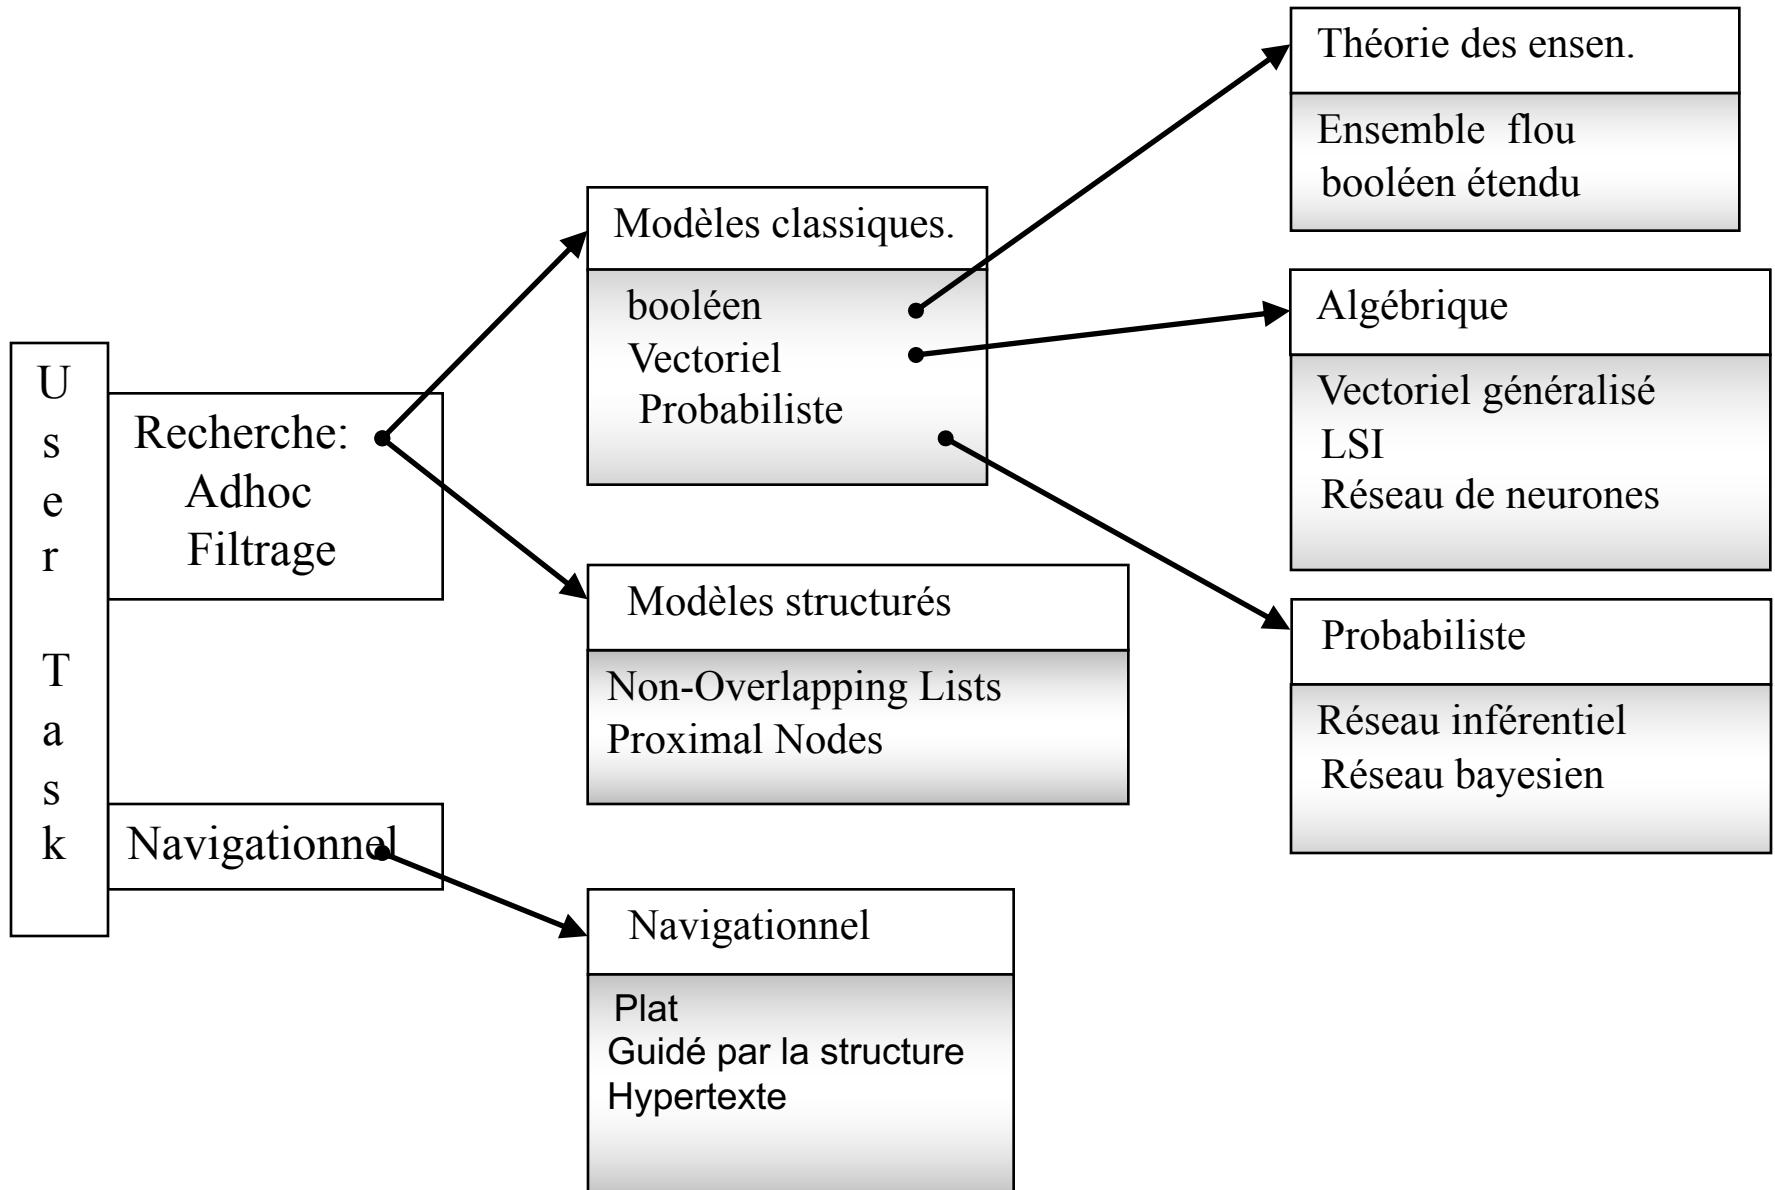 User Task
Recherche:
Adhoc
Filtrage
Navigationnel
Modèles classiques.
booléen
Vectoriel
Probabiliste
Modèles structurés
Non-Overlapping Lists
Proximal Nodes
Navigationnel
Plat
Guidé par la structure
Hypertexte
Théorie des ensen.
Ensemble flou
booléen étendu
Algébrique
Vectoriel généralisé
LSI
Réseau de neurones
Probabiliste
Réseau inférentiel
Réseau bayesien